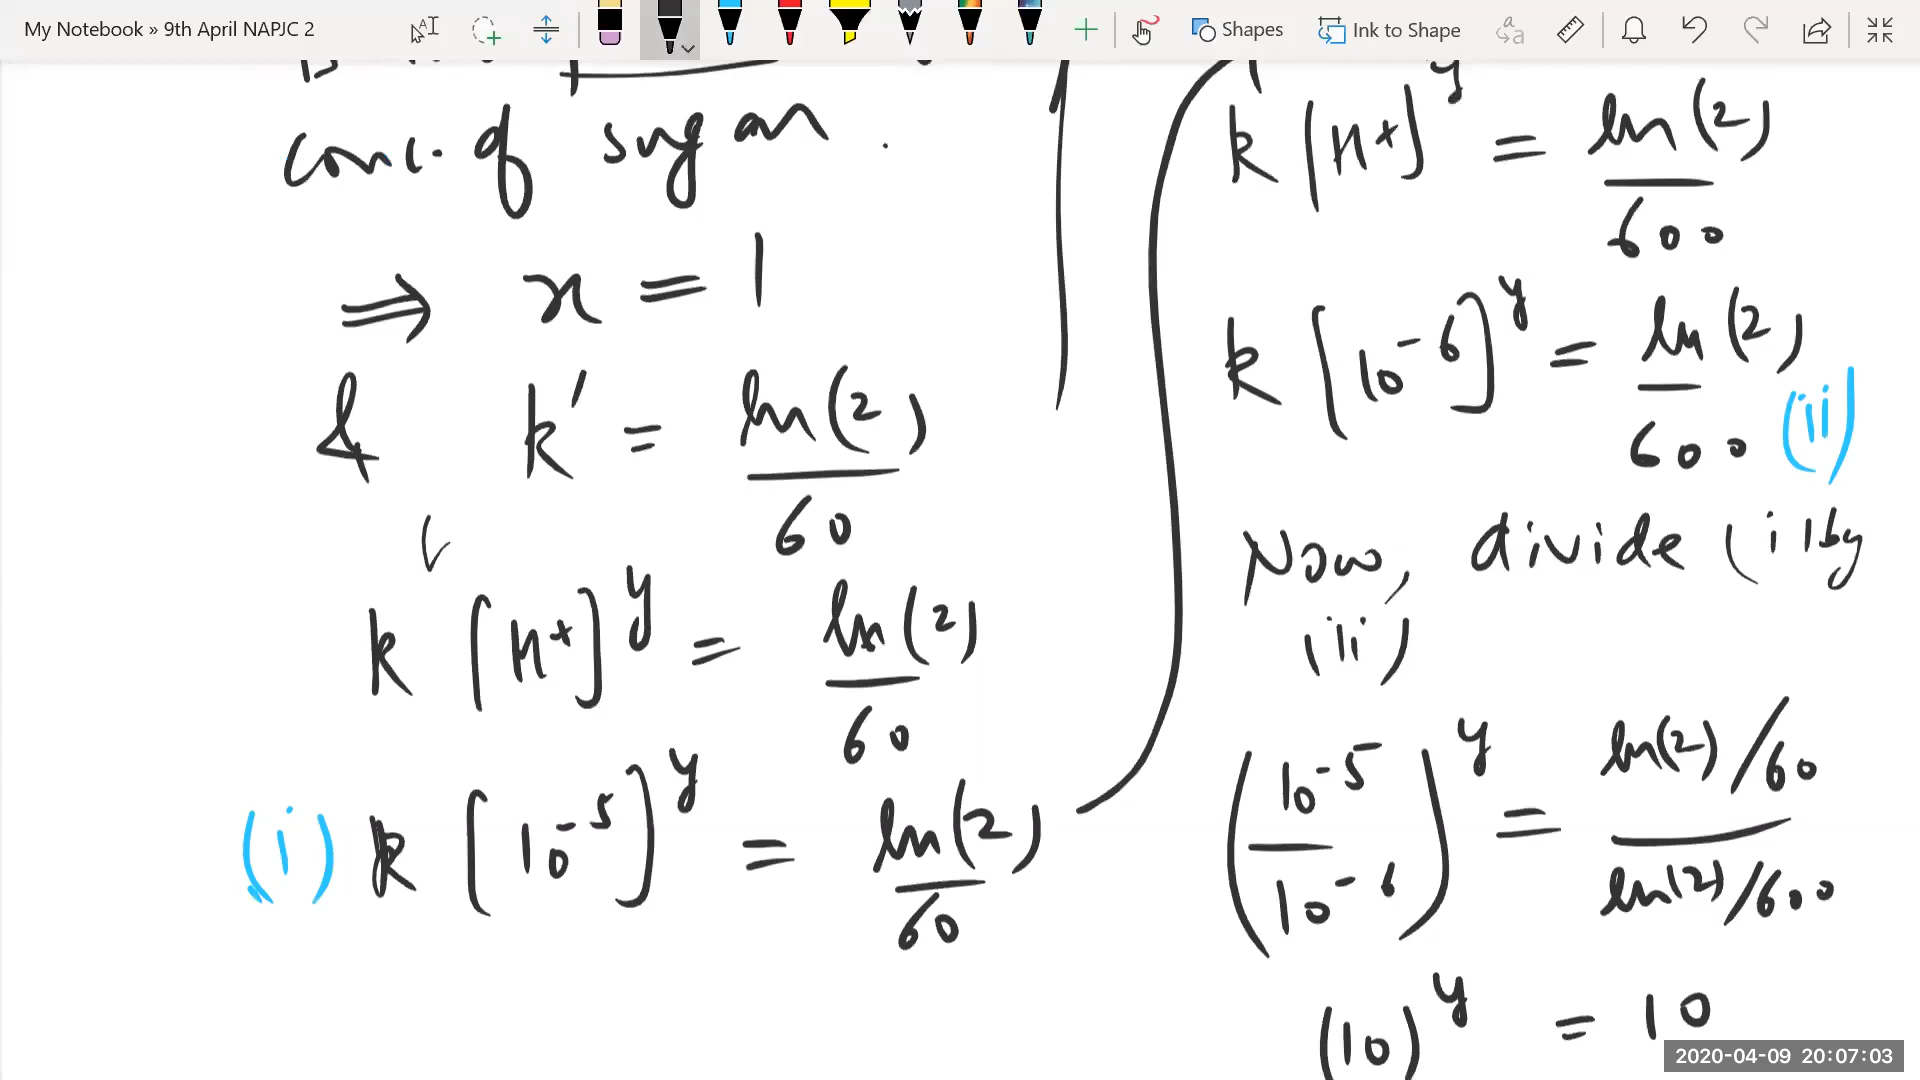 My Notebook » 9th April NAPJC 2
Shapes
Ink to Shape
conc. of sugar.
⇒ x = 1
& k' = ln(2)/60
k [H+]^y = ln(2)/60
(i) k [10^-5]^y = ln(2)/60
k [H+]^y = ln(2)/600
k [10^-6]^y = ln(2)/600 (ii)
Now, divide (i) by
(ii)
(10^-5/10^-6)^y = ln(2)/60 / ln(2)/600
(10)^y = 10
2020-04-09 20:07:03